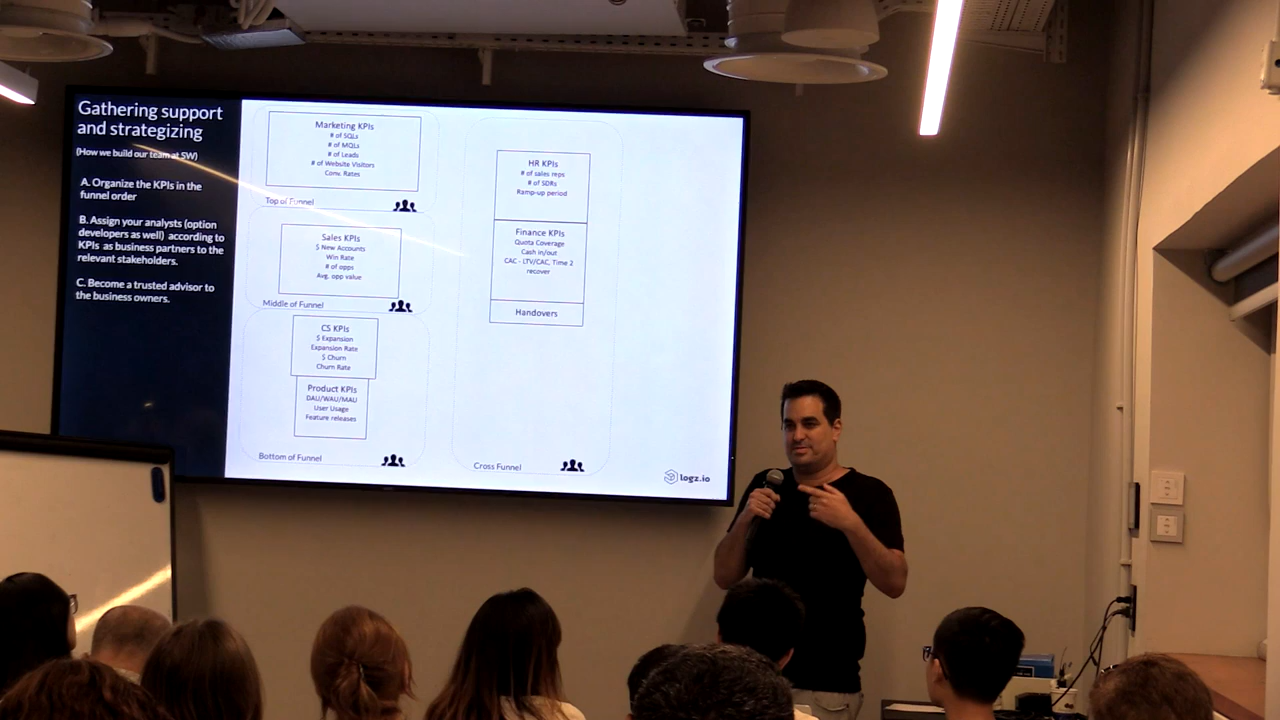 Gathering support
and strategizing
(How we build our team at SW)
A. Organize the KPIs in the
funnel order
B. Assign your analysts (option
developers as well) according to
KPIs as business partners to the
relevant stakeholders.
C. Become a trusted advisor to
the business owners.
Marketing KPIs
# of SQLs
# of MQLs
# of Leads
# of Website Visitors
Conv. Rates
Top of Funnel
Sales KPIs
$ New Accounts
Win Rate
# of opps
Avg. opp value
Middle of Funnel
CS KPIs
$ Expansion
Expansion Rate
$ Churn
Churn Rate
Product KPIs
DAU/WAU/MAU
User Usage
Feature releases
Bottom of Funnel
HR KPIs
# of sales reps
# of SDRs
Ramp-up period
Finance KPIs
Quota Coverage
Cash in/out
CAC - LTV/CAC, Time 2
recover
Handovers
Cross Funnel
logz.io